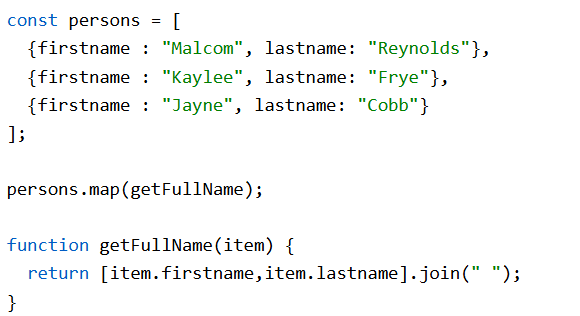 const persons = [
  {firstname : "Malcom", lastname: "Reynolds"},
  {firstname : "Kaylee", lastname: "Frye"},
  {firstname : "Jayne", lastname: "Cobb"}
];

persons.map(getFullName);

function getFullName(item) {
  return [item.firstname,item.lastname].join(" ");
}